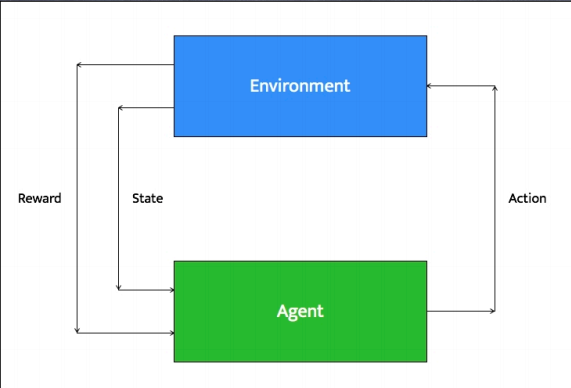 Environment
Reward
State
Action
Agent